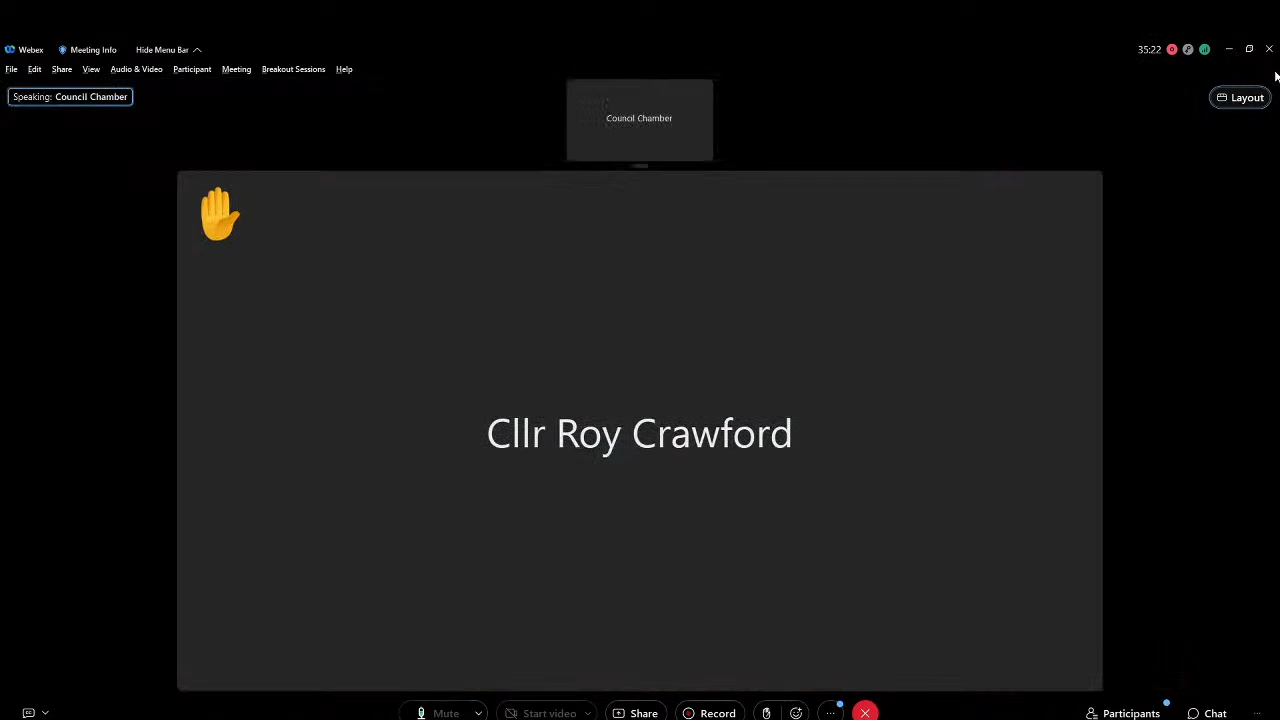 Webex Meeting Info Hide Menu Bar 35:22
File Edit Share View Audio & Video Participant Meeting Breakout Sessions Help
Speaking: Council Chamber
Layout
Council Chamber
Cllr Roy Crawford
CC Mute Start video Share Record ... Participants Chat ...